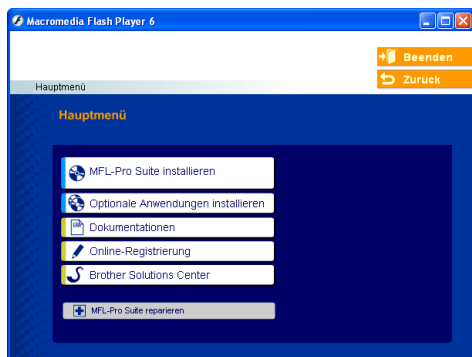 Macromedia Flash Player 6
Beenden
Zurück
Hauptmenü
Hauptmenü
MFL-Pro Suite installieren
Optionale Anwendungen installieren
Dokumentationen
Online-Registrierung
Brother Solutions Center
MFL-Pro Suite reparieren